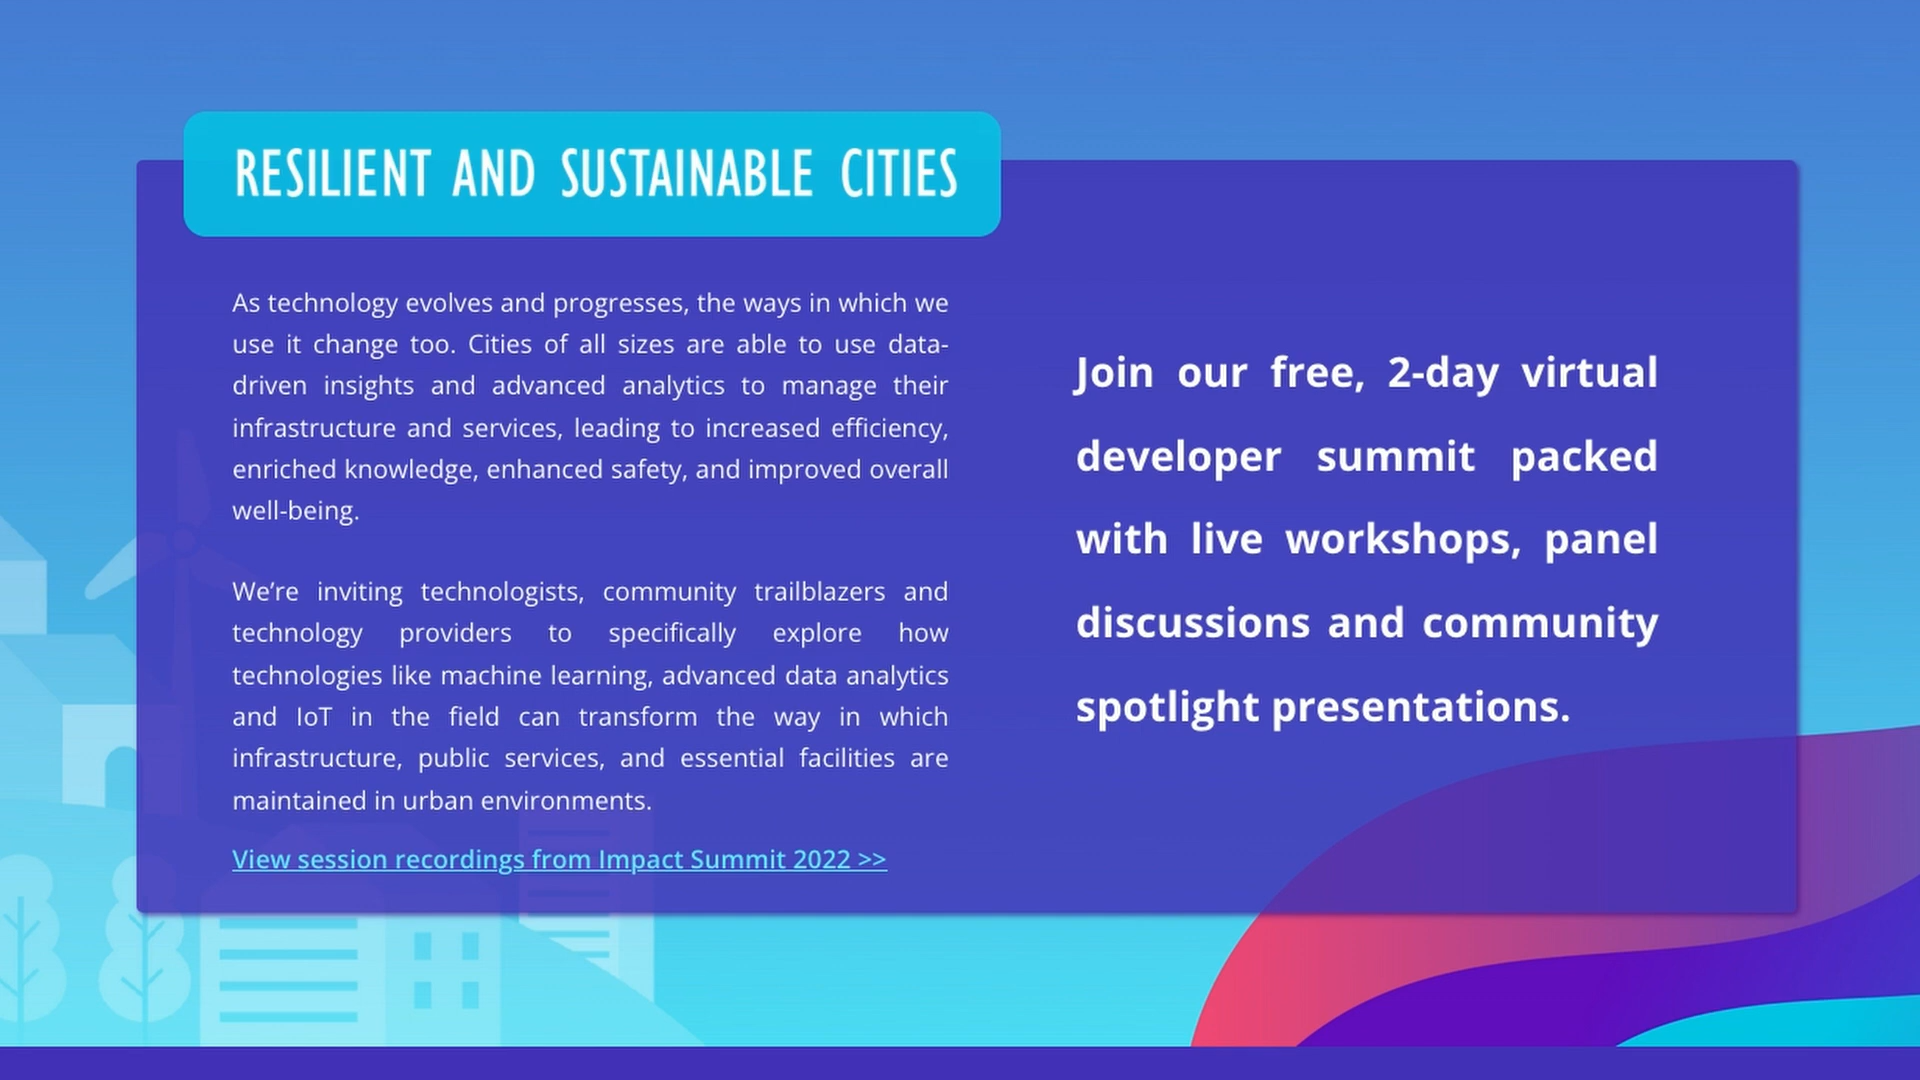 RESILIENT AND SUSTAINABLE CITIES
As technology evolves and progresses, the ways in which we
use it change too. Cities of all sizes are able to use data-
driven insights and advanced analytics to manage their
infrastructure and services, leading to increased efficiency,
enriched knowledge, enhanced safety, and improved overall
well-being.
We’re inviting technologists, community trailblazers and
technology providers to specifically explore how
technologies like machine learning, advanced data analytics
and IoT in the field can transform the way in which
infrastructure, public services, and essential facilities are
maintained in urban environments.
View session recordings from Impact Summit 2022 >>
Join our free, 2-day virtual
developer summit packed
with live workshops, panel
discussions and community
spotlight presentations.